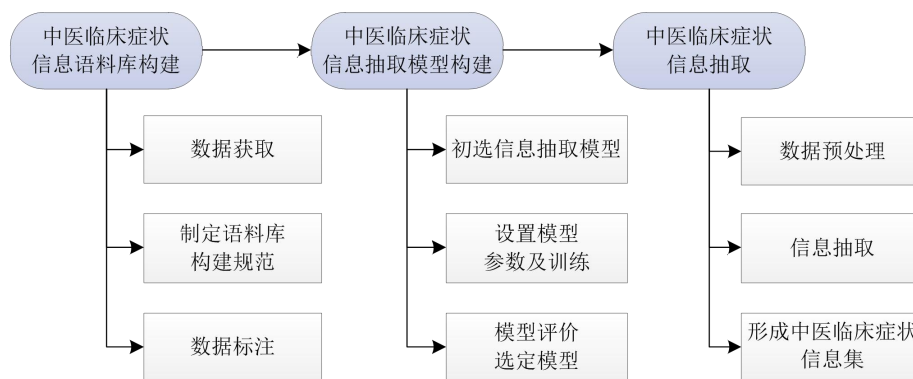 中医临床症状
信息语料库构建
中医临床症状
信息抽取模型构建
中医临床症状
信息抽取
数据获取
制定语料库
构建规范
数据标注
初选信息抽取模型
设置模型
参数及训练
模型评价
选定模型
数据预处理
信息抽取
形成中医临床症状
信息集